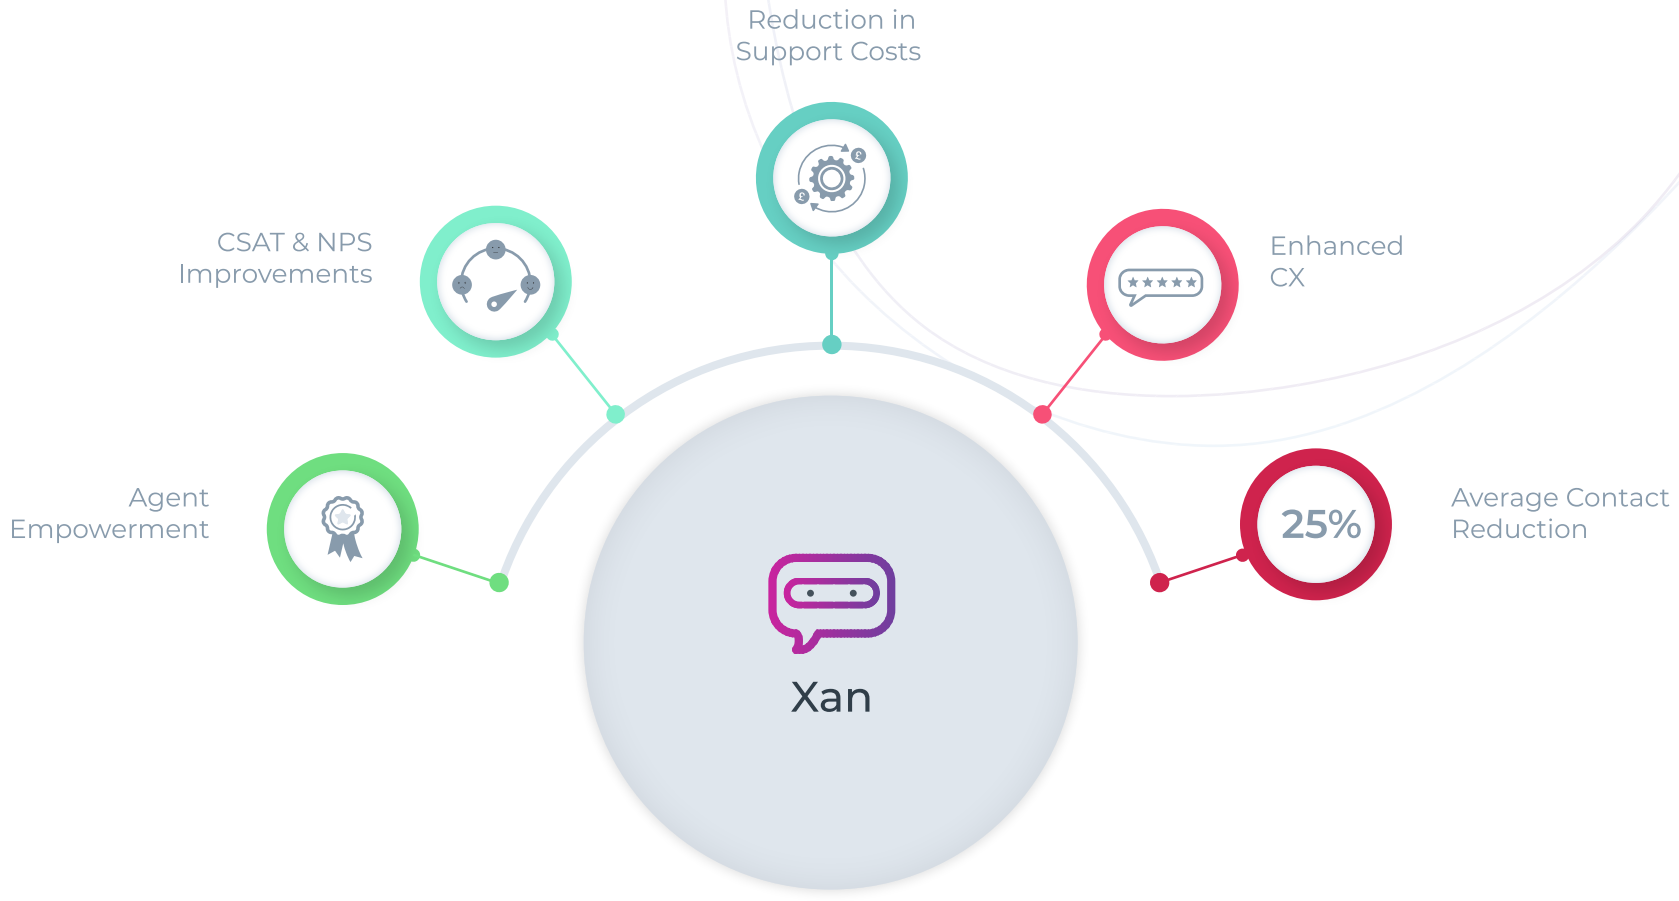 Reduction in
Support Costs
CSAT & NPS
Improvements
£
£
Enhanced
CX
Agent
Empowerment
25%
Average Contact
Reduction
Xan